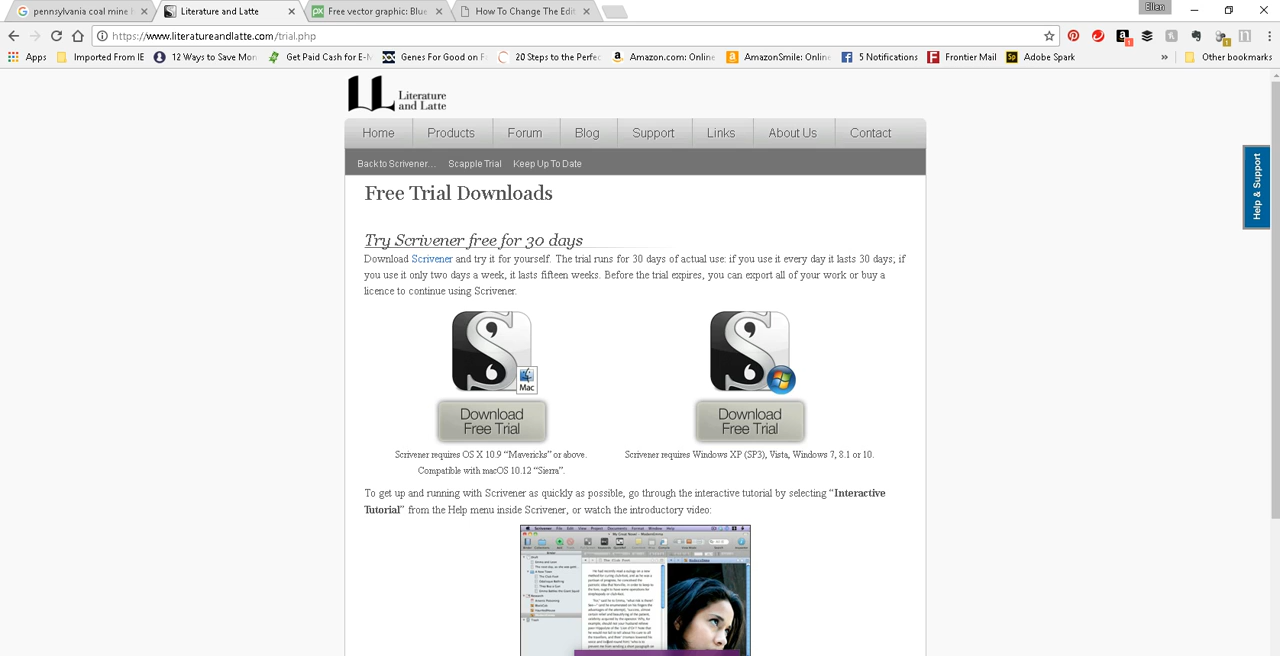 pennsylvania coal mine
Literature and Latte
Free vector graphic: Blue
How To Change The Edit
Ellen
https://www.literatureandlatte.com/trial.php
Apps
Imported From IE
12 Ways to Save Mon
Get Paid Cash for E-M
Genes For Good on F
20 Steps to the Perfec
Amazon.com: Online
AmazonSmile: Online
5 Notifications
Frontier Mail
Adobe Spark
»
Other bookmarks
Literature
and Latte
Home
Products
Forum
Blog
Support
Links
About Us
Contact
Back to Scrivener…
Scapple Trial
Keep Up To Date
Help & Support
Free Trial Downloads
Try Scrivener free for 30 days
Download Scrivener and try it for yourself. The trial runs for 30 days of actual use: if you use it every day it lasts 30 days; if
you use it only two days a week, it lasts fifteen weeks. Before the trial expires, you can export all of your work or buy a
licence to continue using Scrivener.
Mac
Download
Free Trial
Download
Free Trial
Scrivener requires OS X 10.9 “Mavericks” or above.
Compatible with macOS 10.12 “Sierra”.
Scrivener requires Windows XP (SP3), Vista, Windows 7, 8.1 or 10.
To get up and running with Scrivener as quickly as possible, go through the interactive tutorial by selecting “Interactive
Tutorial” from the Help menu inside Scrivener, or watch the introductory video: